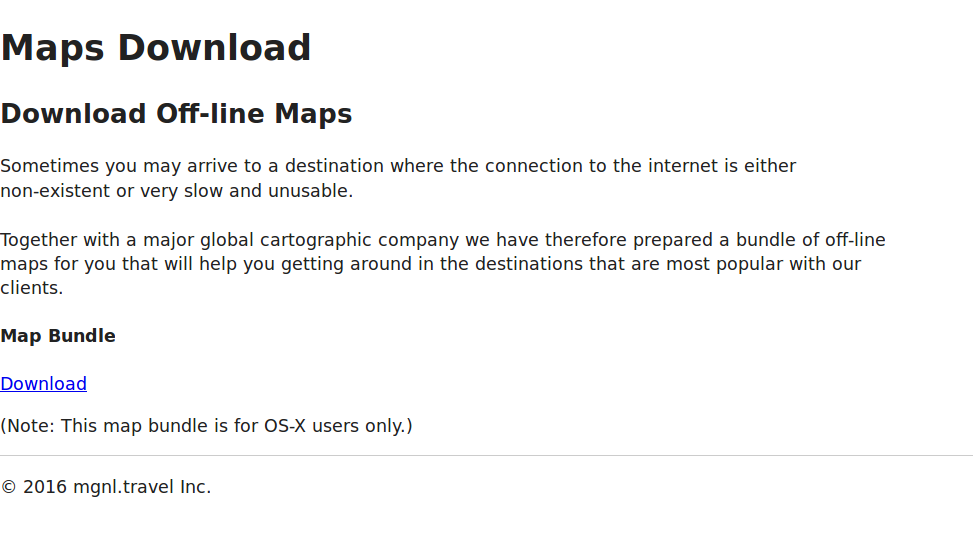 Maps Download
Download Off-line Maps
Sometimes you may arrive to a destination where the connection to the internet is either
non-existent or very slow and unusable.
Together with a major global cartographic company we have therefore prepared a bundle of off-line
maps for you that will help you getting around in the destinations that are most popular with our
clients.
Map Bundle
Download
(Note: This map bundle is for OS-X users only.)
© 2016 mgnl.travel Inc.